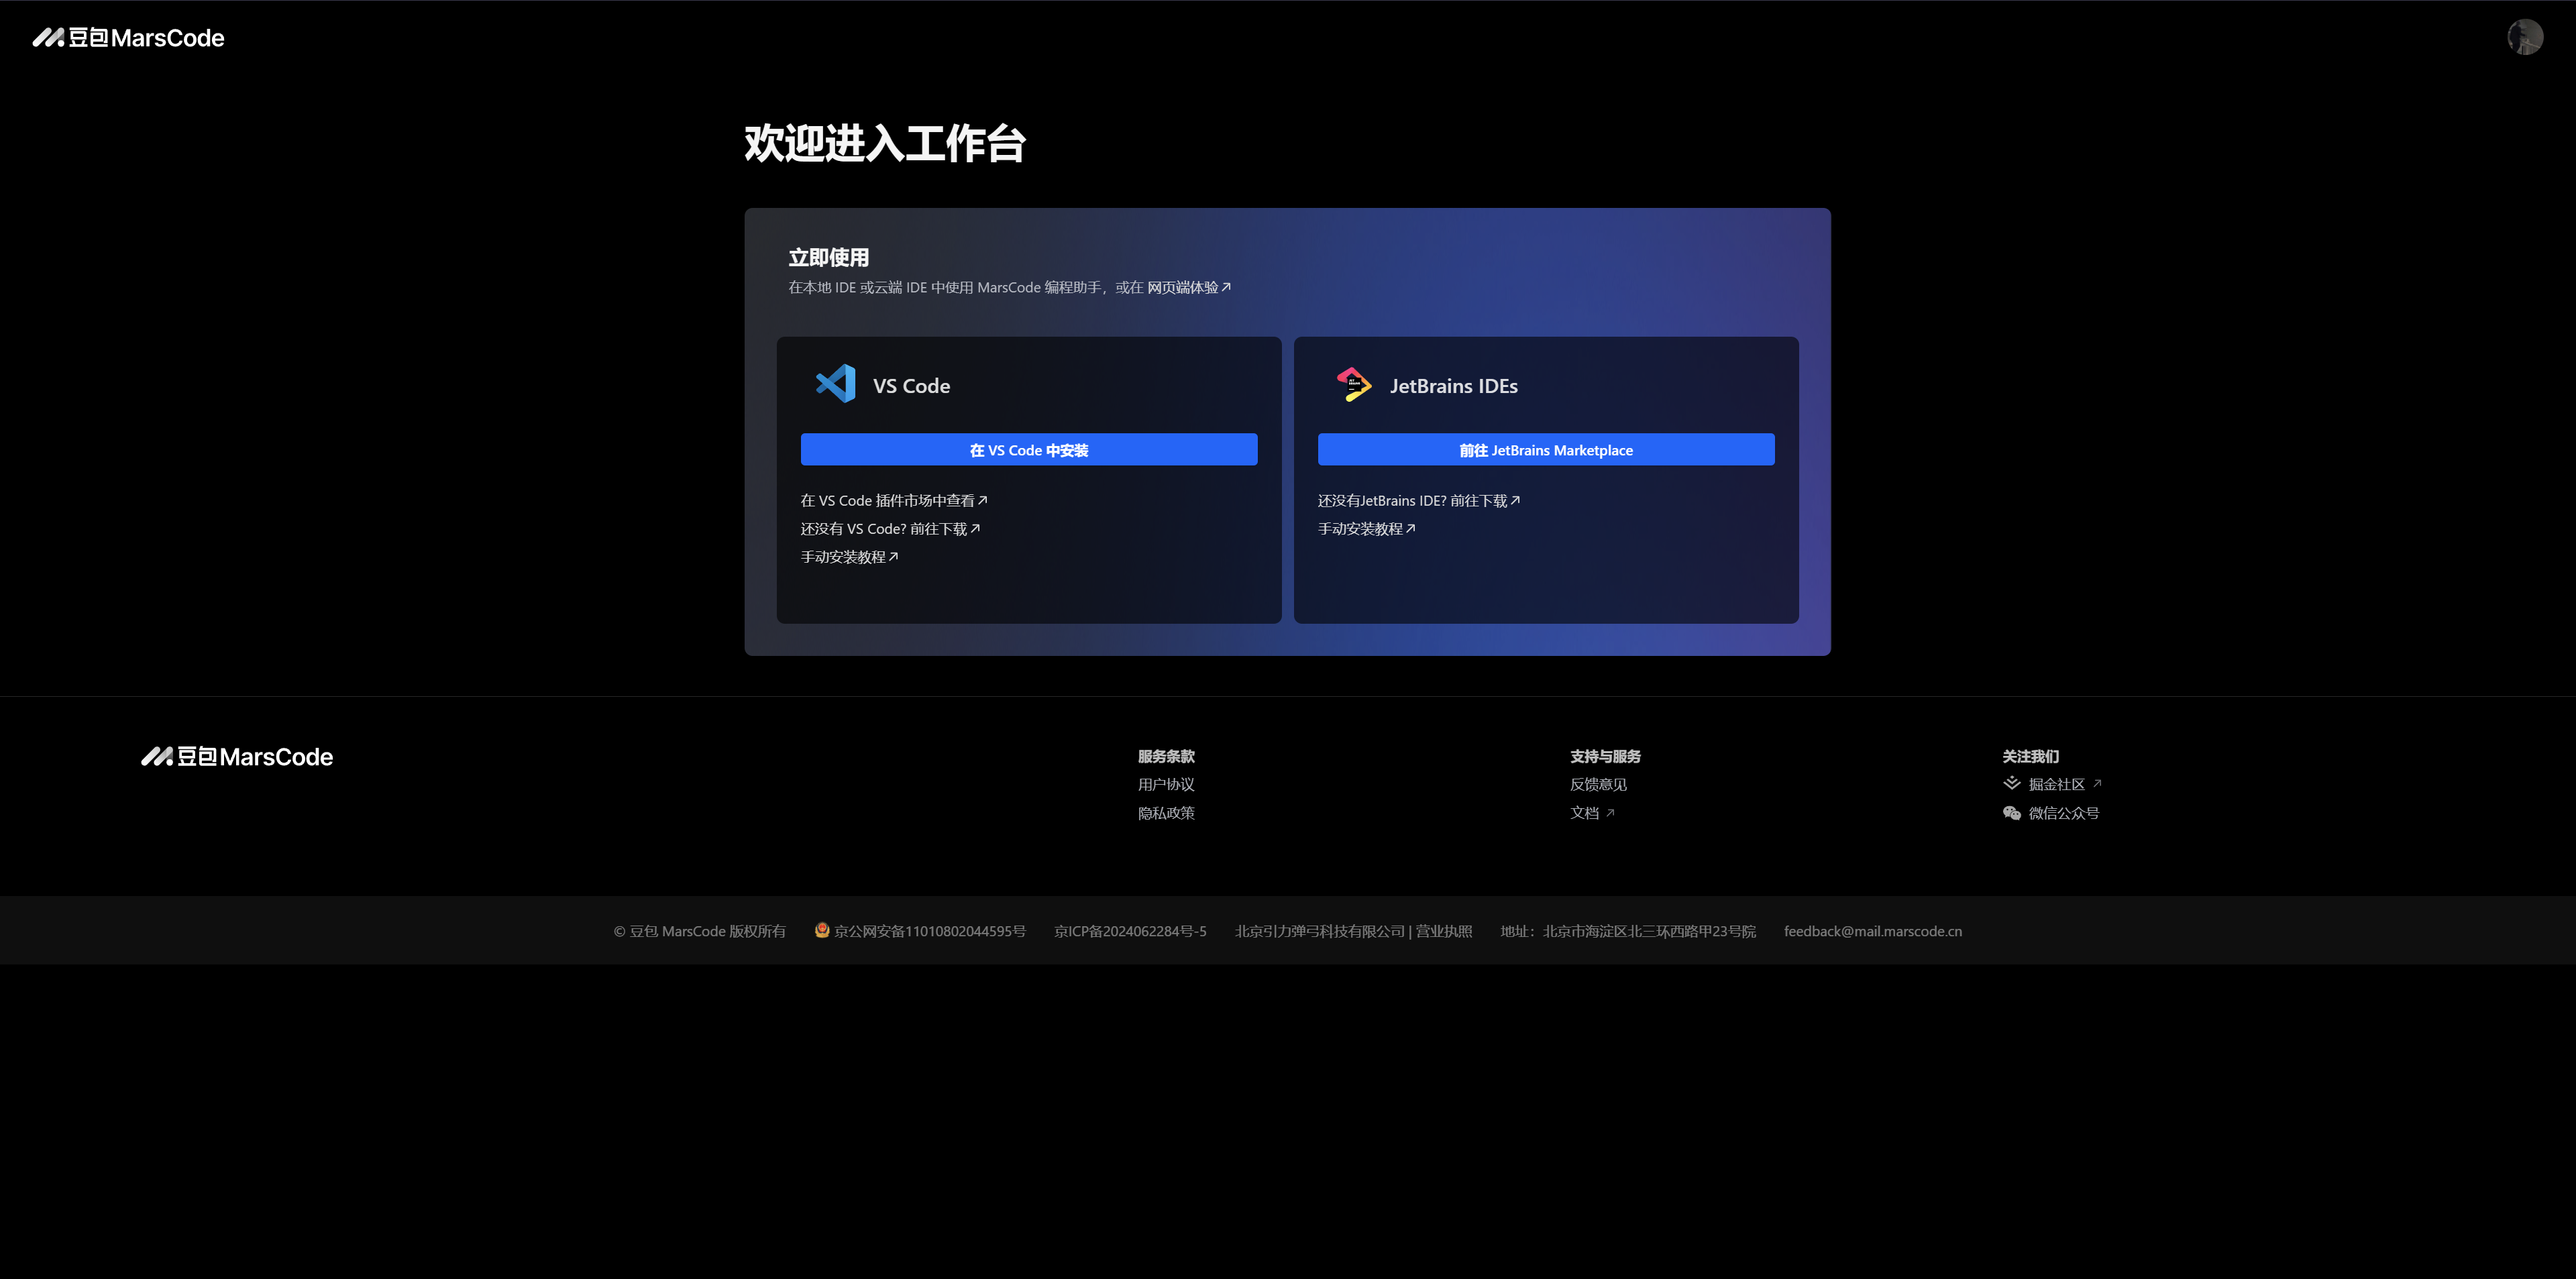 豆包MarsCode
欢迎进入工作台
立即使用
在本地 IDE 或云端 IDE 中使用 MarsCode 编程助手，或在 网页端体验
VS Code
在 VS Code 中安装
在 VS Code 插件市场中查看
还没有 VS Code? 前往下载
手动安装教程
JetBrains IDEs
前往 JetBrains Marketplace
还没有JetBrains IDE? 前往下载
手动安装教程
豆包MarsCode
服务条款
用户协议
隐私政策
支持与服务
反馈意见
文档
关注我们
掘金社区
微信公众号
© 豆包 MarsCode 版权所有 京公网安备11010802044595号 京ICP备2024062284号-5 北京引力弹弓科技有限公司 | 营业执照 地址：北京市海淀区北三环西路甲23号院 feedback@mail.marscode.cn